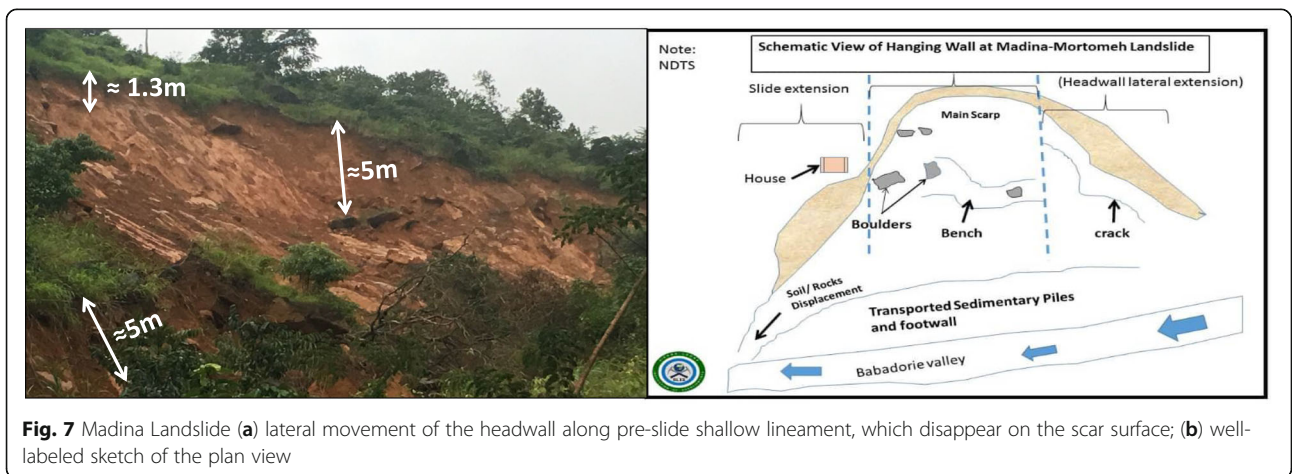 ≈ 1.3m
≈5m
≈5m
Note:
NDTS
Schematic View of Hanging Wall at Madina-Mortomeh Landslide
Slide extension
(Headwall lateral extension)
Main Scarp
House
Boulders
Bench
crack
Soil/ Rocks
Displacement
Transported Sedimentary Piles
and footwall
Babadorie valley
Fig. 7 Madina Landslide (a) lateral movement of the headwall along pre-slide shallow lineament, which disappear on the scar surface; (b) well-
labeled sketch of the plan view